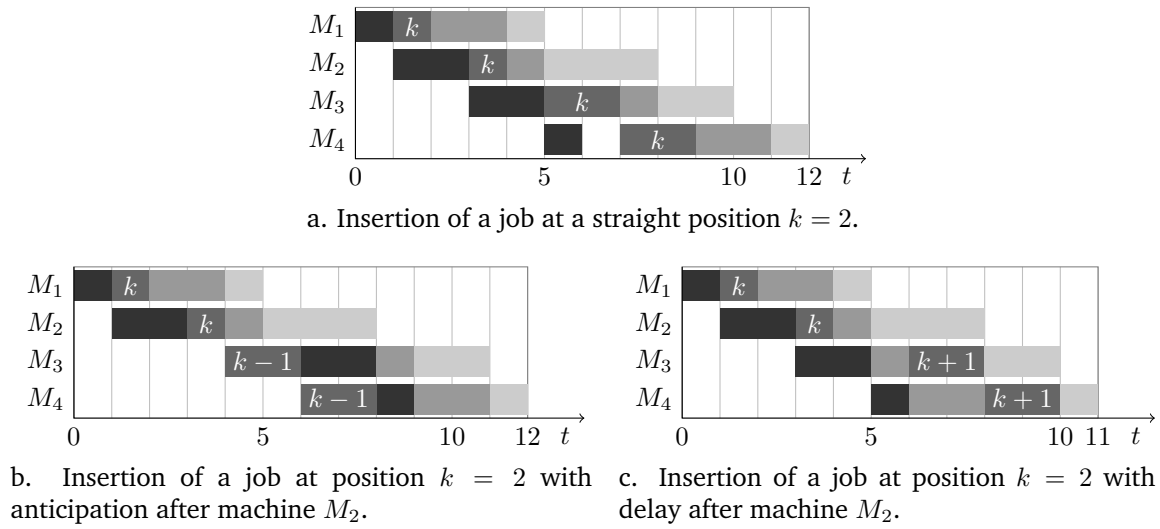 M₁ k
M₂ k
M₃ k
M₄ k
0 5 10 12 t
a. Insertion of a job at a straight position k = 2.
M₁ k
M₂ k
M₃ k − 1
M₄ k − 1
0 5 10 12 t
b. Insertion of a job at position k = 2 with
anticipation after machine M₂.
M₁ k
M₂ k
M₃ k + 1
M₄ k + 1
0 5 10 11 t
c. Insertion of a job at position k = 2 with
delay after machine M₂.